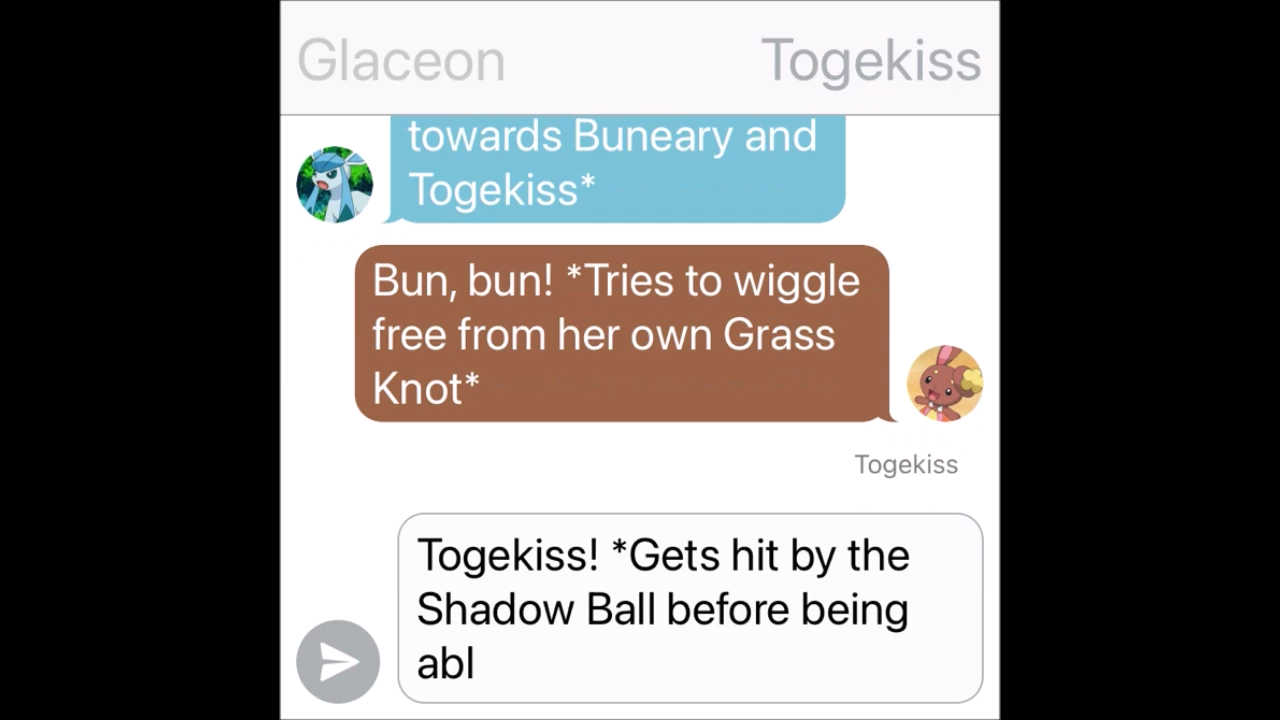 Glaceon Togekiss
towards Buneary and
Togekiss*
Bun, bun! *Tries to wiggle
free from her own Grass
Knot*
Togekiss
Togekiss! *Gets hit by the
Shadow Ball before being
abl